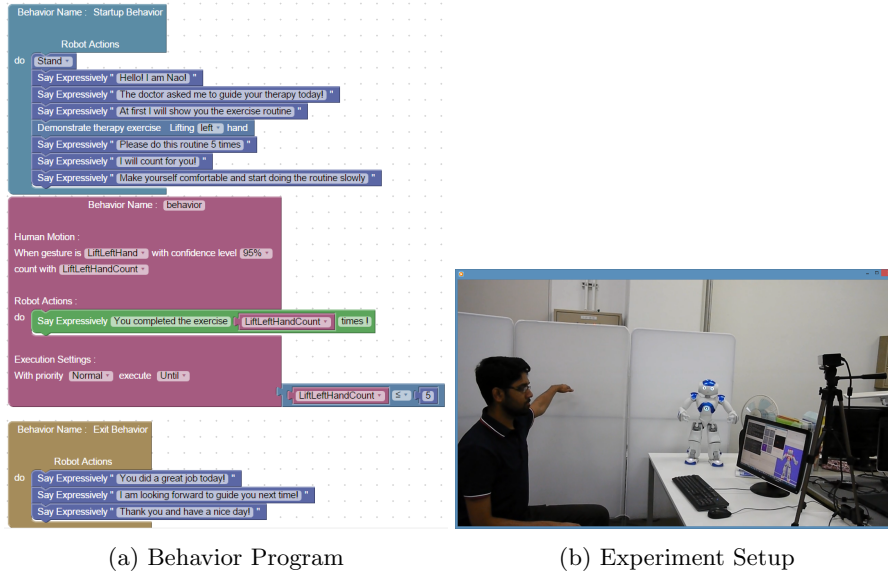 Behavior Name : Startup Behavior
Robot Actions
do Stand
Say Expressively " Hello! I am Nao! "
Say Expressively " The doctor asked me to guide your therapy today! "
Say Expressively " At first I will show you the exercise routine "
Demonstrate therapy exercise Lifting left hand
Say Expressively " Please do this routine 5 times "
Say Expressively " I will count for you! "
Say Expressively " Make yourself comfortable and start doing the routine slowly "
Behavior Name : behavior
Human Motion :
When gesture is LiftLeftHand with confidence level 95%
count with LiftLeftHandCount
Robot Actions :
do Say Expressively You completed the exercise LiftLeftHandCount times !
Execution Settings :
With priority Normal execute Until
LiftLeftHandCount ≤ 5
Behavior Name : Exit Behavior
Robot Actions
do Say Expressively " You did a great job today! "
Say Expressively " I am looking forward to guide you next time! "
Say Expressively " Thank you and have a nice day! "
(a) Behavior Program
(b) Experiment Setup